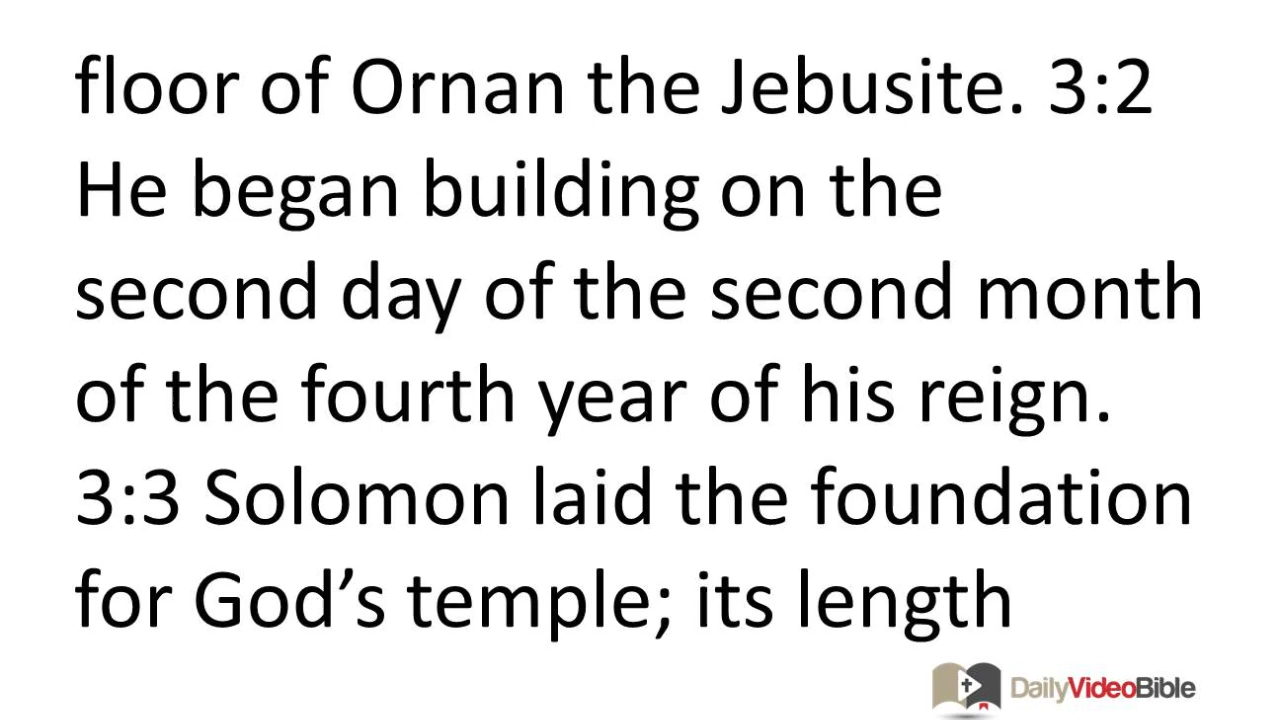 floor of Ornan the Jebusite. 3:2
He began building on the
second day of the second month
of the fourth year of his reign.
3:3 Solomon laid the foundation
for God’s temple; its length
DailyVideoBible